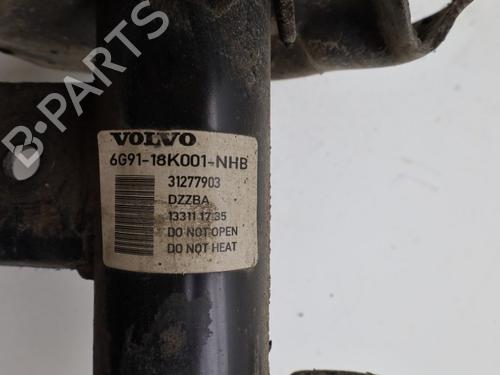 VOLVO
6G91-18K001-NHB
31277903
DZZBA
13311 17:35
DO NOT OPEN
DO NOT HEAT
B-PARTS